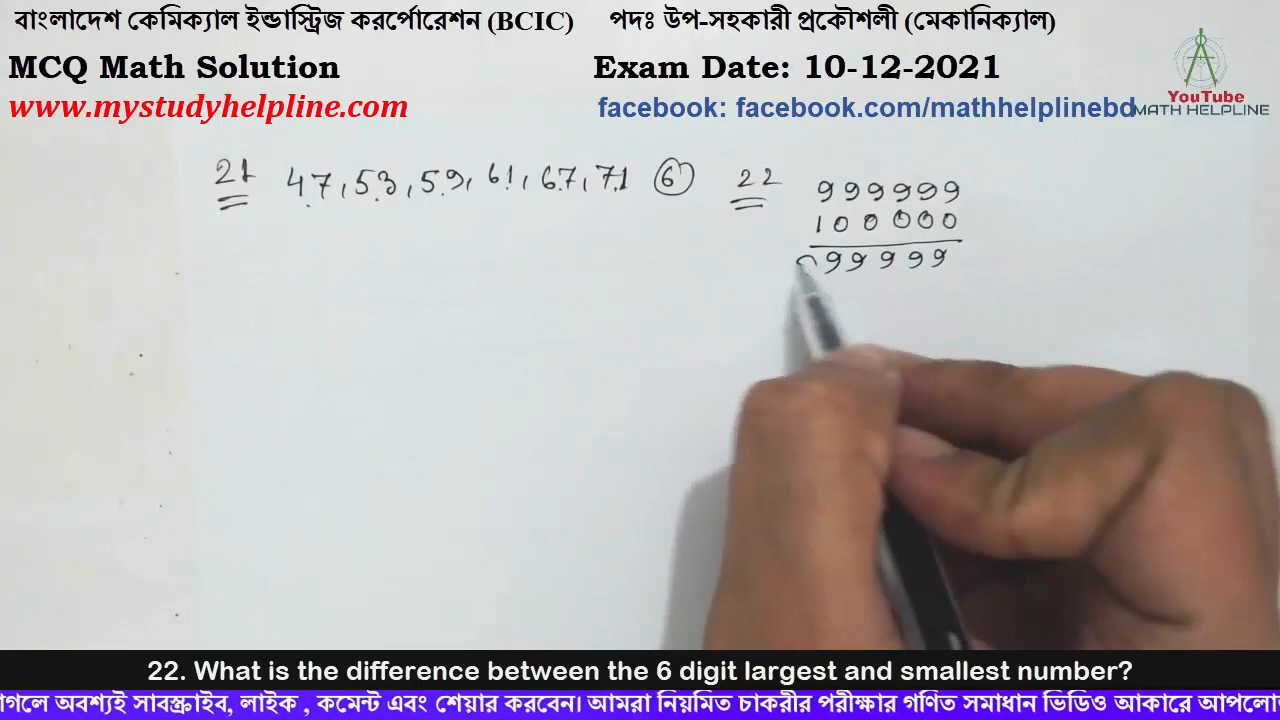 বাংলাদেশ কেমিক্যাল ইন্ডাস্ট্রিজ করপোরেশন (BCIC) পদঃ উপ-সহকারী প্রকৌশলী (মেকানিক্যাল)
MCQ Math Solution Exam Date: 10-12-2021
www.mystudyhelpline.com facebook: facebook.com/mathhelplinebd
YouTube
MATH HELPLINE
21 47, 53, 59, 61, 67, 71 6
22 999999
100000
899999
22. What is the difference between the 6 digit largest and smallest number?
াগলে অবশ্যই সাবস্ক্রাইব, লাইক , কমেন্ট এবং শেয়ার করবেন। আমরা নিয়মিত চাকরীর পরীক্ষার গণিত সমাধান ভিডিও আকারে আপলো